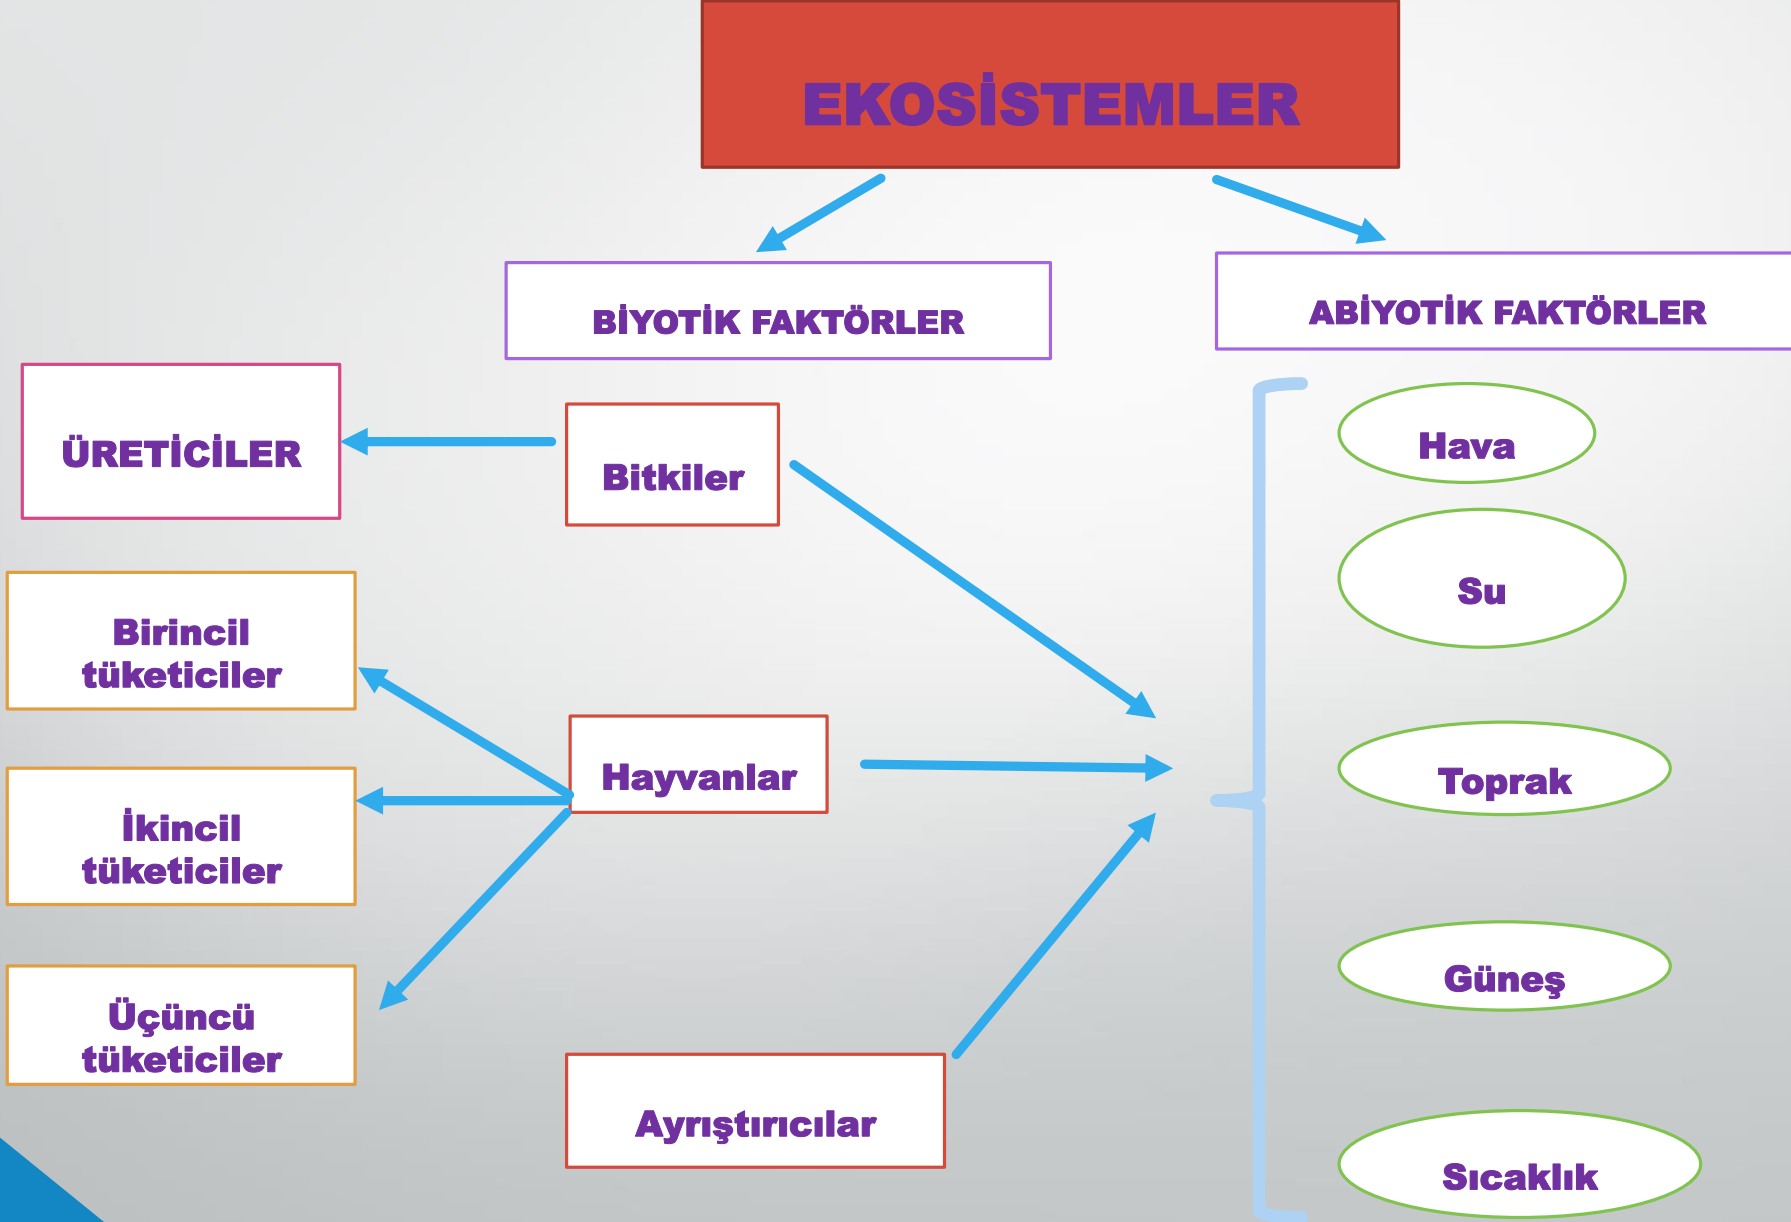 EKOSİSTEMLER
BİYOTİK FAKTÖRLER
ABİYOTİK FAKTÖRLER
ÜRETİCİLER
Bitkiler
Hava
Su
Birincil
tüketiciler
Hayvanlar
Toprak
İkincil
tüketiciler
Güneş
Üçüncü
tüketiciler
Ayrıştırıcılar
Sıcaklık